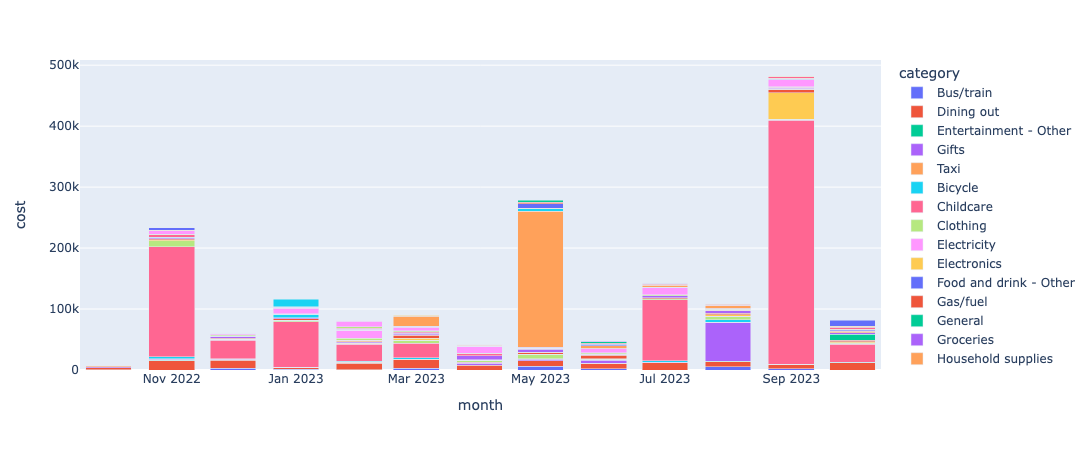 500k
400k
300k
200k
100k
0
cost
Nov 2022
Jan 2023
Mar 2023
May 2023
Jul 2023
Sep 2023
month
category
Bus/train
Dining out
Entertainment - Other
Gifts
Taxi
Bicycle
Childcare
Clothing
Electricity
Electronics
Food and drink - Other
Gas/fuel
General
Groceries
Household supplies